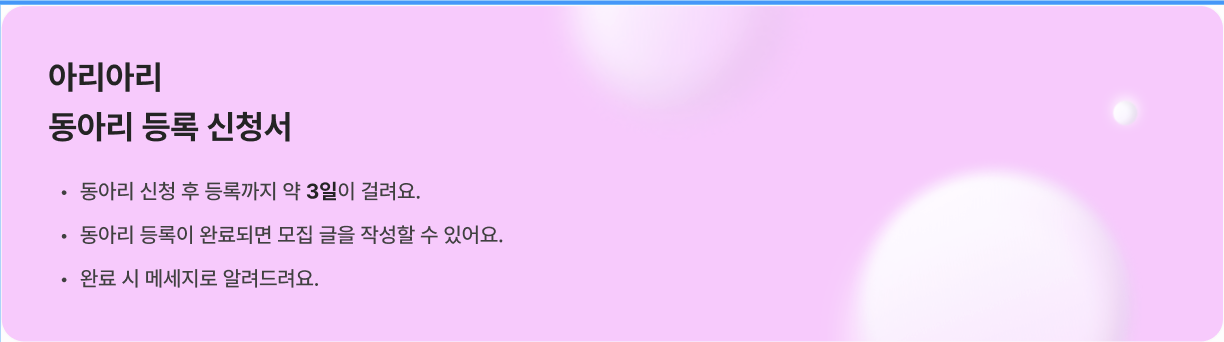 아리아리
동아리 등록 신청서
• 동아리 신청 후 등록까지 약 3일이 걸려요.
• 동아리 등록이 완료되면 모집 글을 작성할 수 있어요.
• 완료 시 메세지로 알려드려요.